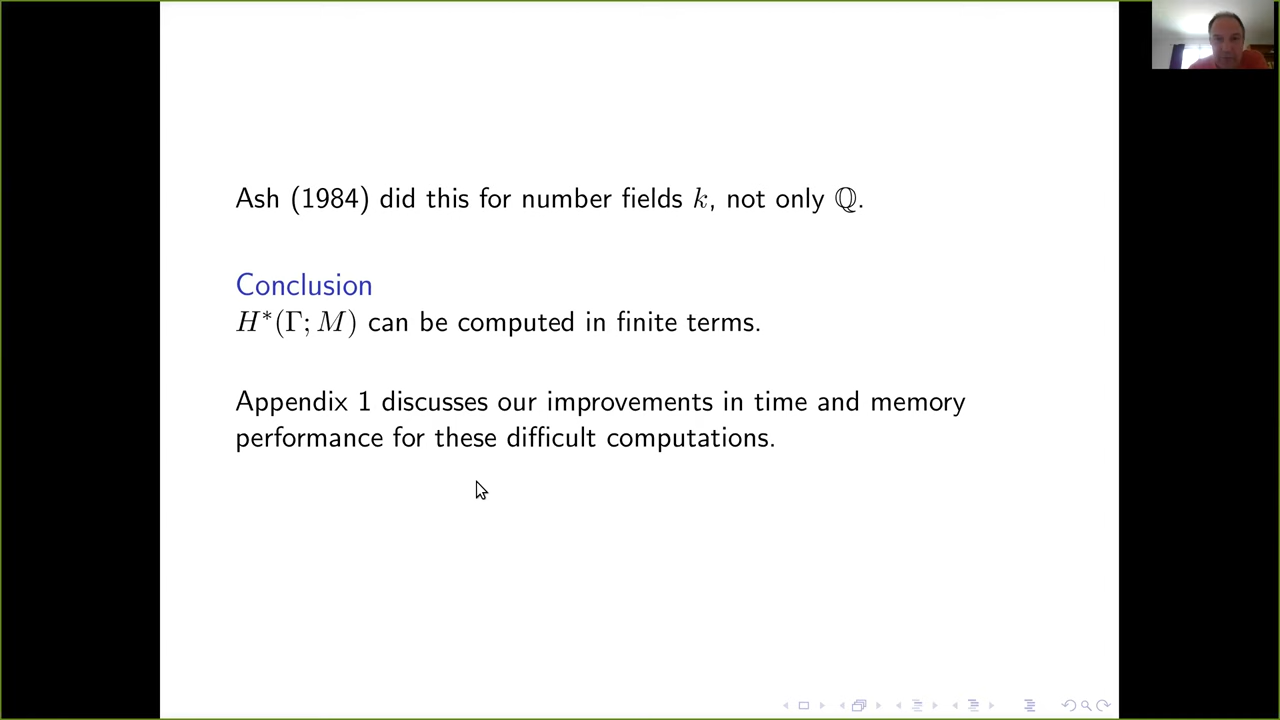 Ash (1984) did this for number fields k, not only ℚ.
Conclusion
H*(Γ; M) can be computed in finite terms.
Appendix 1 discusses our improvements in time and memory
performance for these difficult computations.